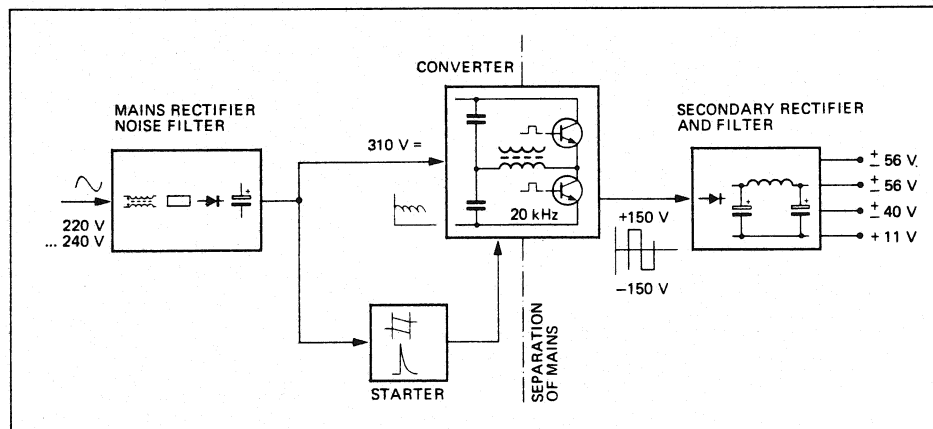 CONVERTER
MAINS RECTIFIER
NOISE FILTER
SECONDARY RECTIFIER
AND FILTER
310 V =
± 56 V
± 56 V
± 40 V
+ 11 V
220 V
... 240 V
20 kHz
+150 V
−150 V
STARTER
SEPARATION
OF MAINS